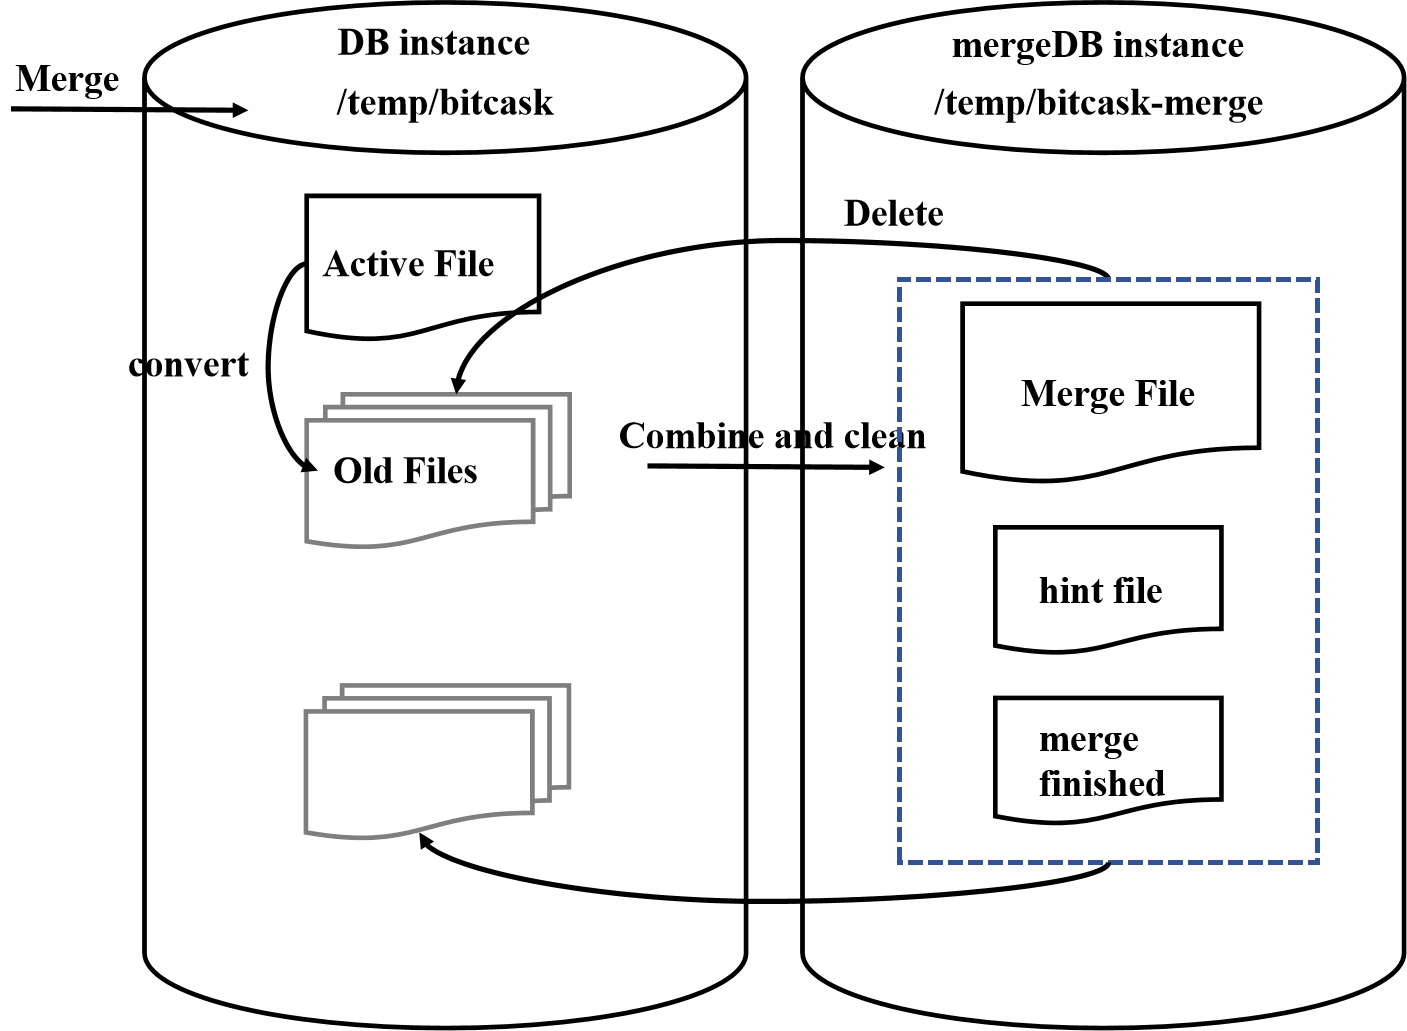 DB instance
/temp/bitcask
mergeDB instance
/temp/bitcask-merge
Merge
Delete
Active File
convert
Merge File
Combine and clean
Old Files
hint file
merge
finished